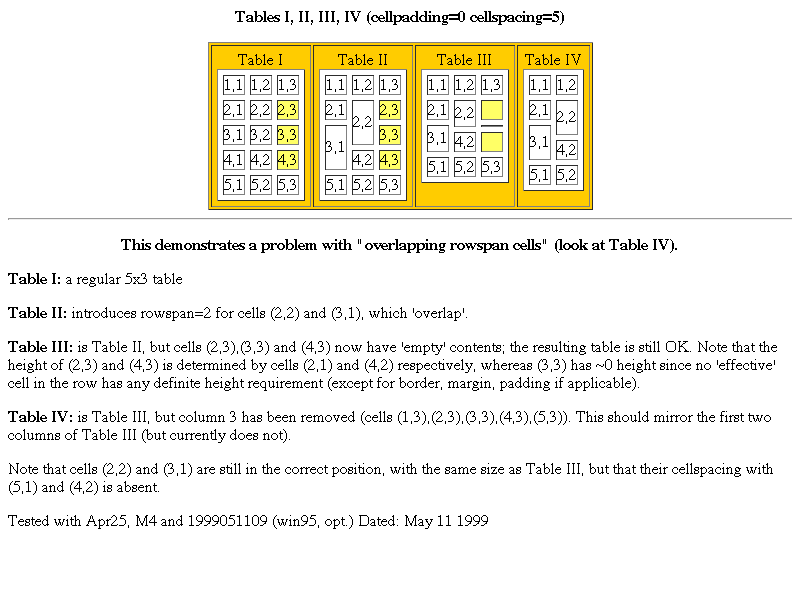 Tables I, II, III, IV (cellpadding=0 cellspacing=5)
Table I Table II Table III Table IV
1,1 1,2 1,3 1,1 1,2 1,3 1,1 1,2 1,3 1,1 1,2
2,1 2,2 2,3 2,1 2,2 2,3 2,1 2,2 2,1 2,2
3,1 3,2 3,3 3,1 3,3 3,1 4,2 3,1 4,2
4,1 4,2 4,3 4,2 4,3 5,1 5,2 5,3 5,1 5,2
5,1 5,2 5,3 5,1 5,2 5,3
This demonstrates a problem with "overlapping rowspan cells" (look at Table IV).
Table I: a regular 5x3 table
Table II: introduces rowspan=2 for cells (2,2) and (3,1), which 'overlap'.
Table III: is Table II, but cells (2,3),(3,3) and (4,3) now have 'empty' contents; the resulting table is still OK. Note that the
height of (2,3) and (4,3) is determined by cells (2,1) and (4,2) respectively, whereas (3,3) has ~0 height since no 'effective'
cell in the row has any definite height requirement (except for border, margin, padding if applicable).
Table IV: is Table III, but column 3 has been removed (cells (1,3),(2,3),(3,3),(4,3),(5,3)). This should mirror the first two
columns of Table III (but currently does not).
Note that cells (2,2) and (3,1) are still in the correct position, with the same size as Table III, but that their cellspacing with
(5,1) and (4,2) is absent.
Tested with Apr25, M4 and 1999051109 (win95, opt.) Dated: May 11 1999